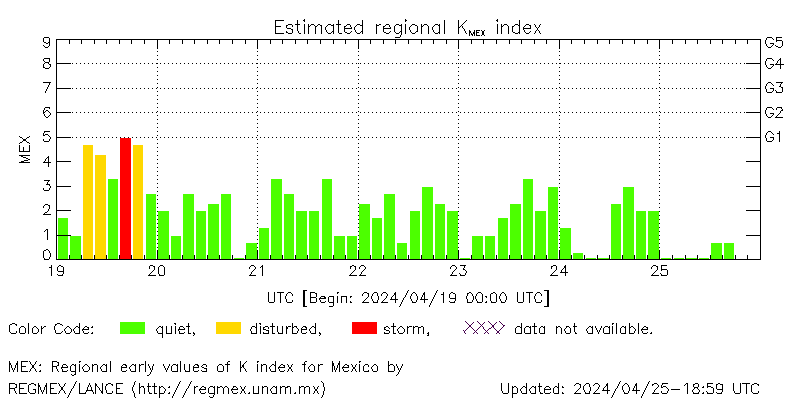 Estimated regional K_MEX index
9
8
7
6
5
4
3
2
1
0
MEX
G5
G4
G3
G2
G1
19 20 21 22 23 24 25
UTC [Begin: 2024/04/19 00:00 UTC]
Color Code: quiet, disturbed, storm, data not available.
MEX: Regional early values of K index for Mexico by
REGMEX/LANCE (http://regmex.unam.mx) Updated: 2024/04/25-18:59 UTC